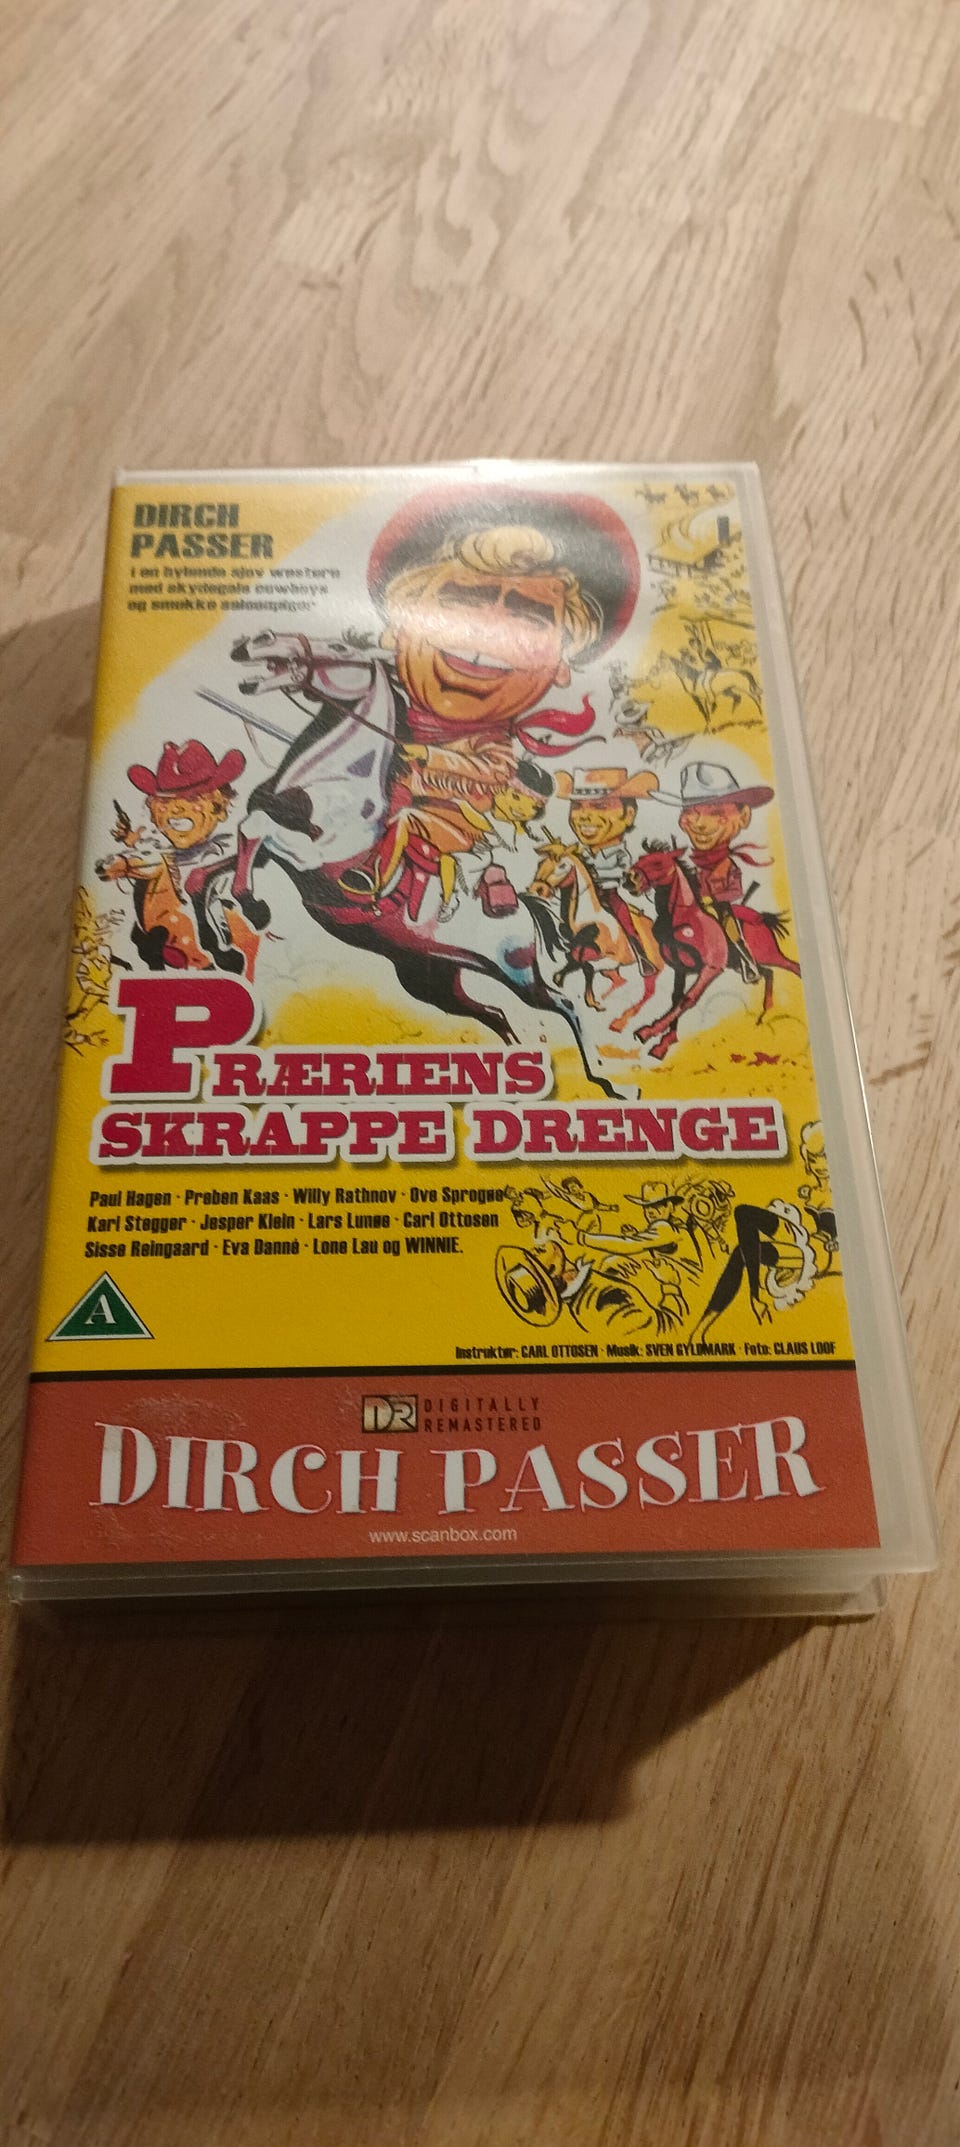 DIRCH
PASSER
i en hylende sjov western
med skydegale cowboys
og smukke saloonpiger
PRÆRIENS
SKRAPPE DRENGE
Paul Hagen · Preben Kaas · Willy Rathnov · Ove Sprogøe
Karl Stegger · Jesper Klein · Lars Lunøe · Carl Ottosen
Sisse Reingaard · Eva Danné · Lone Lau og WINNIE.
A
Instruktør: CARL OTTOSEN · Musik: SVEN GYLDMARK · Foto: CLAUS LOOF
DR DIGITALLY
REMASTERED
DIRCH PASSER
www.scanbox.com